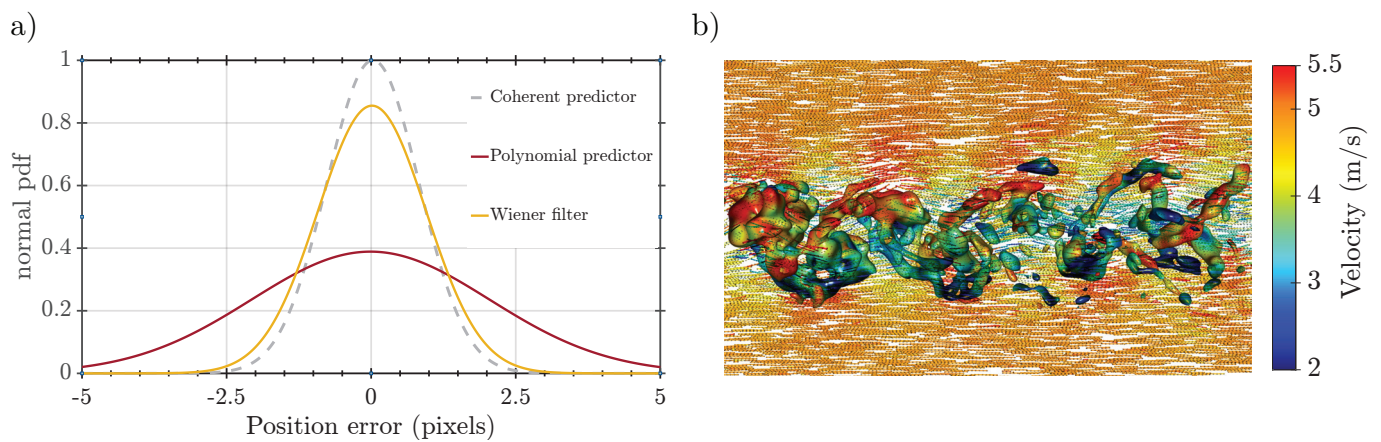 a)
normal pdf
1
0.8
0.6
0.4
0.2
0
-5
-2.5
0
2.5
5
Position error (pixels)
Coherent predictor
Polynomial predictor
Wiener filter
b)
5.5
5
4
3
2
Velocity (m/s)